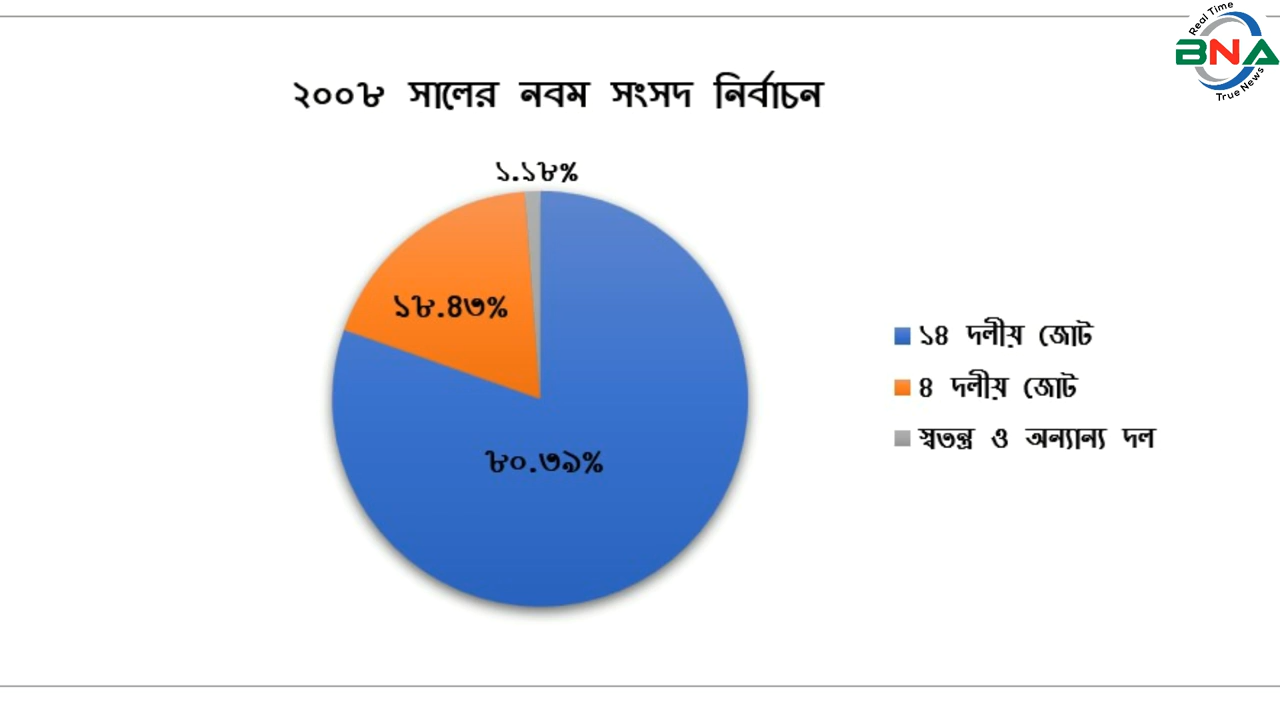 Real Time
BNA
True News
২০০৮ সালের নবম সংসদ নির্বাচন
১.১৮%
১৮.৪৩%
৮০.৩৯%
১৪ দলীয় জোট
৪ দলীয় জোট
স্বতন্ত্র ও অন্যান্য দল